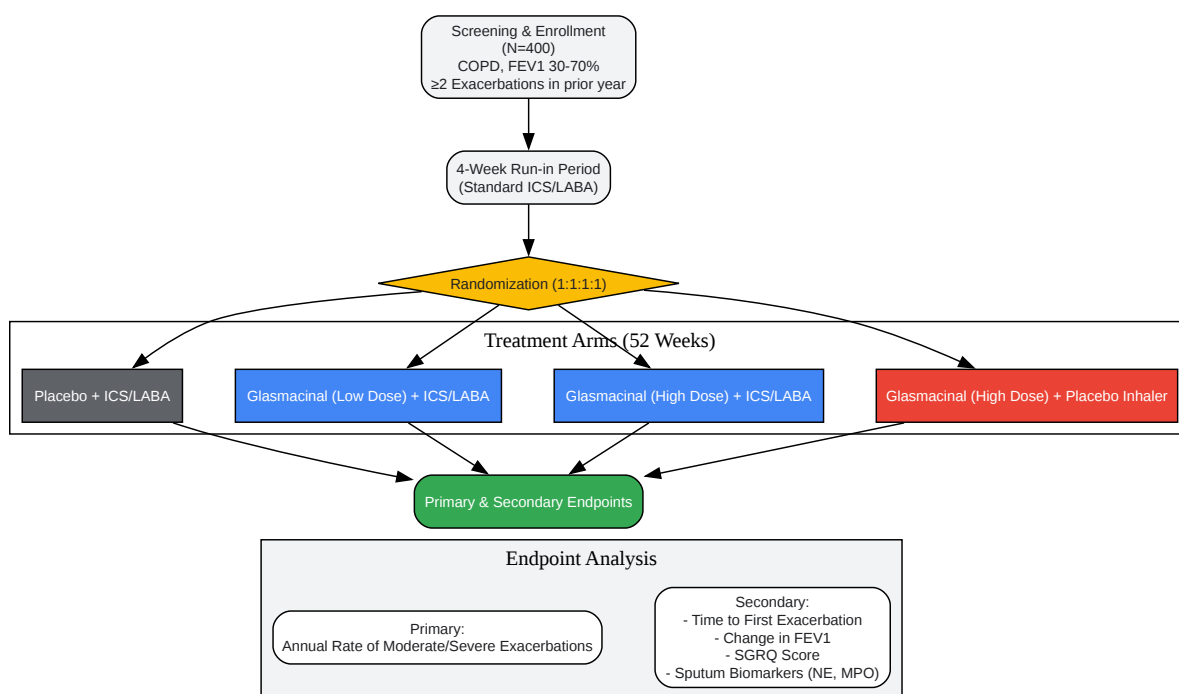 Screening & Enrollment
(N=400)
COPD, FEV1 30-70%
≥2 Exacerbations in prior year
4-Week Run-in Period
(Standard ICS/LABA)
Randomization (1:1:1:1)
Treatment Arms (52 Weeks)
Placebo + ICS/LABA
Glasmacinal (Low Dose) + ICS/LABA
Glasmacinal (High Dose) + ICS/LABA
Glasmacinal (High Dose) + Placebo Inhaler
Primary & Secondary Endpoints
Endpoint Analysis
Primary:
Annual Rate of Moderate/Severe Exacerbations
Secondary:
- Time to First Exacerbation
- Change in FEV1
- SGRQ Score
- Sputum Biomarkers (NE, MPO)